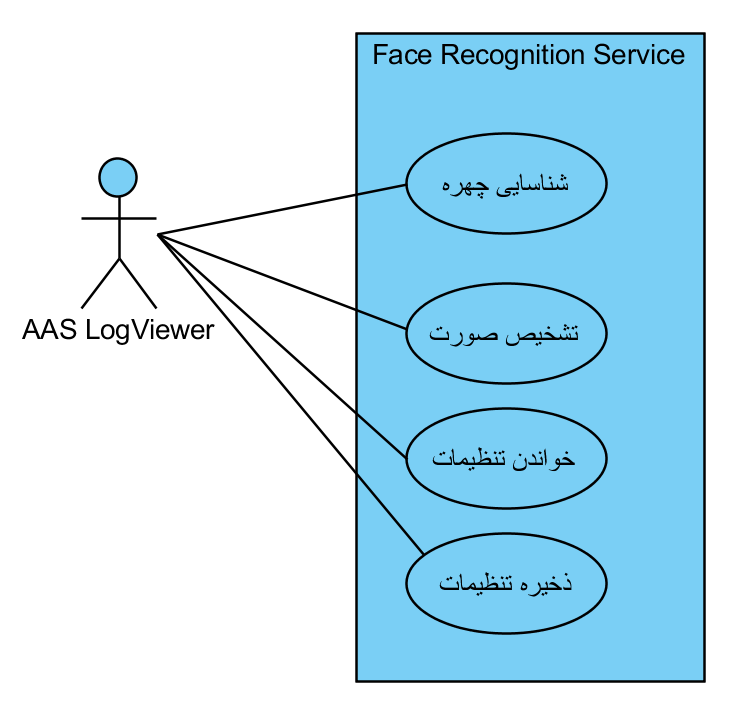 Face Recognition Service
شناسایی چهره
تشخیص صورت
خواندن تنظیمات
ذخیره تنظیمات
AAS LogViewer